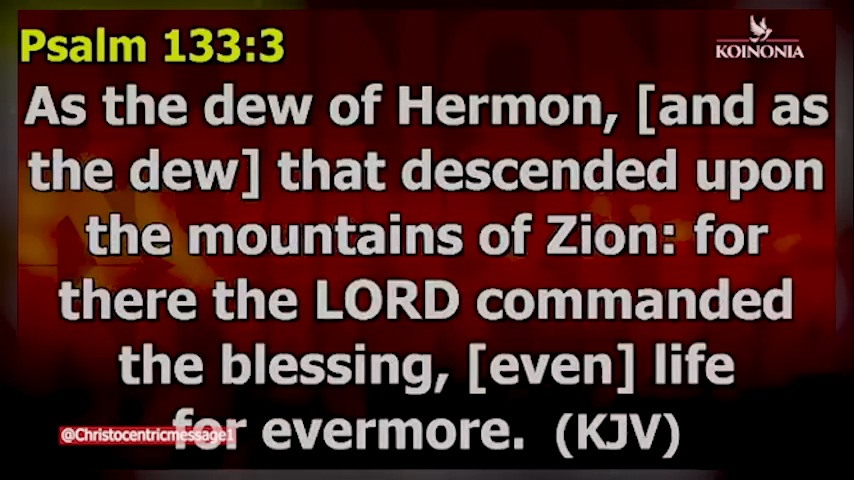 Psalm 133:3
KOINONIA
As the dew of Hermon, [and as
the dew] that descended upon
the mountains of Zion: for
there the LORD commanded
the blessing, [even] life
for evermore. (KJV)
@Christocentricmessage1